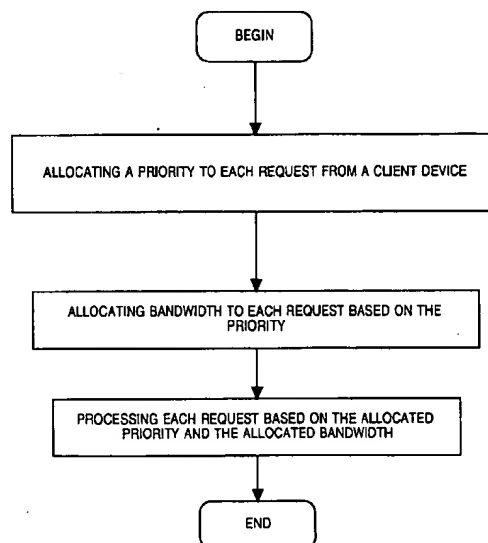 BEGIN
ALLOCATING A PRIORITY TO EACH REQUEST FROM A CLIENT DEVICE
ALLOCATING BANDWIDTH TO EACH REQUEST BASED ON THE
PRIORITY
PROCESSING EACH REQUEST BASED ON THE ALLOCATED
PRIORITY AND THE ALLOCATED BANDWIDTH
END